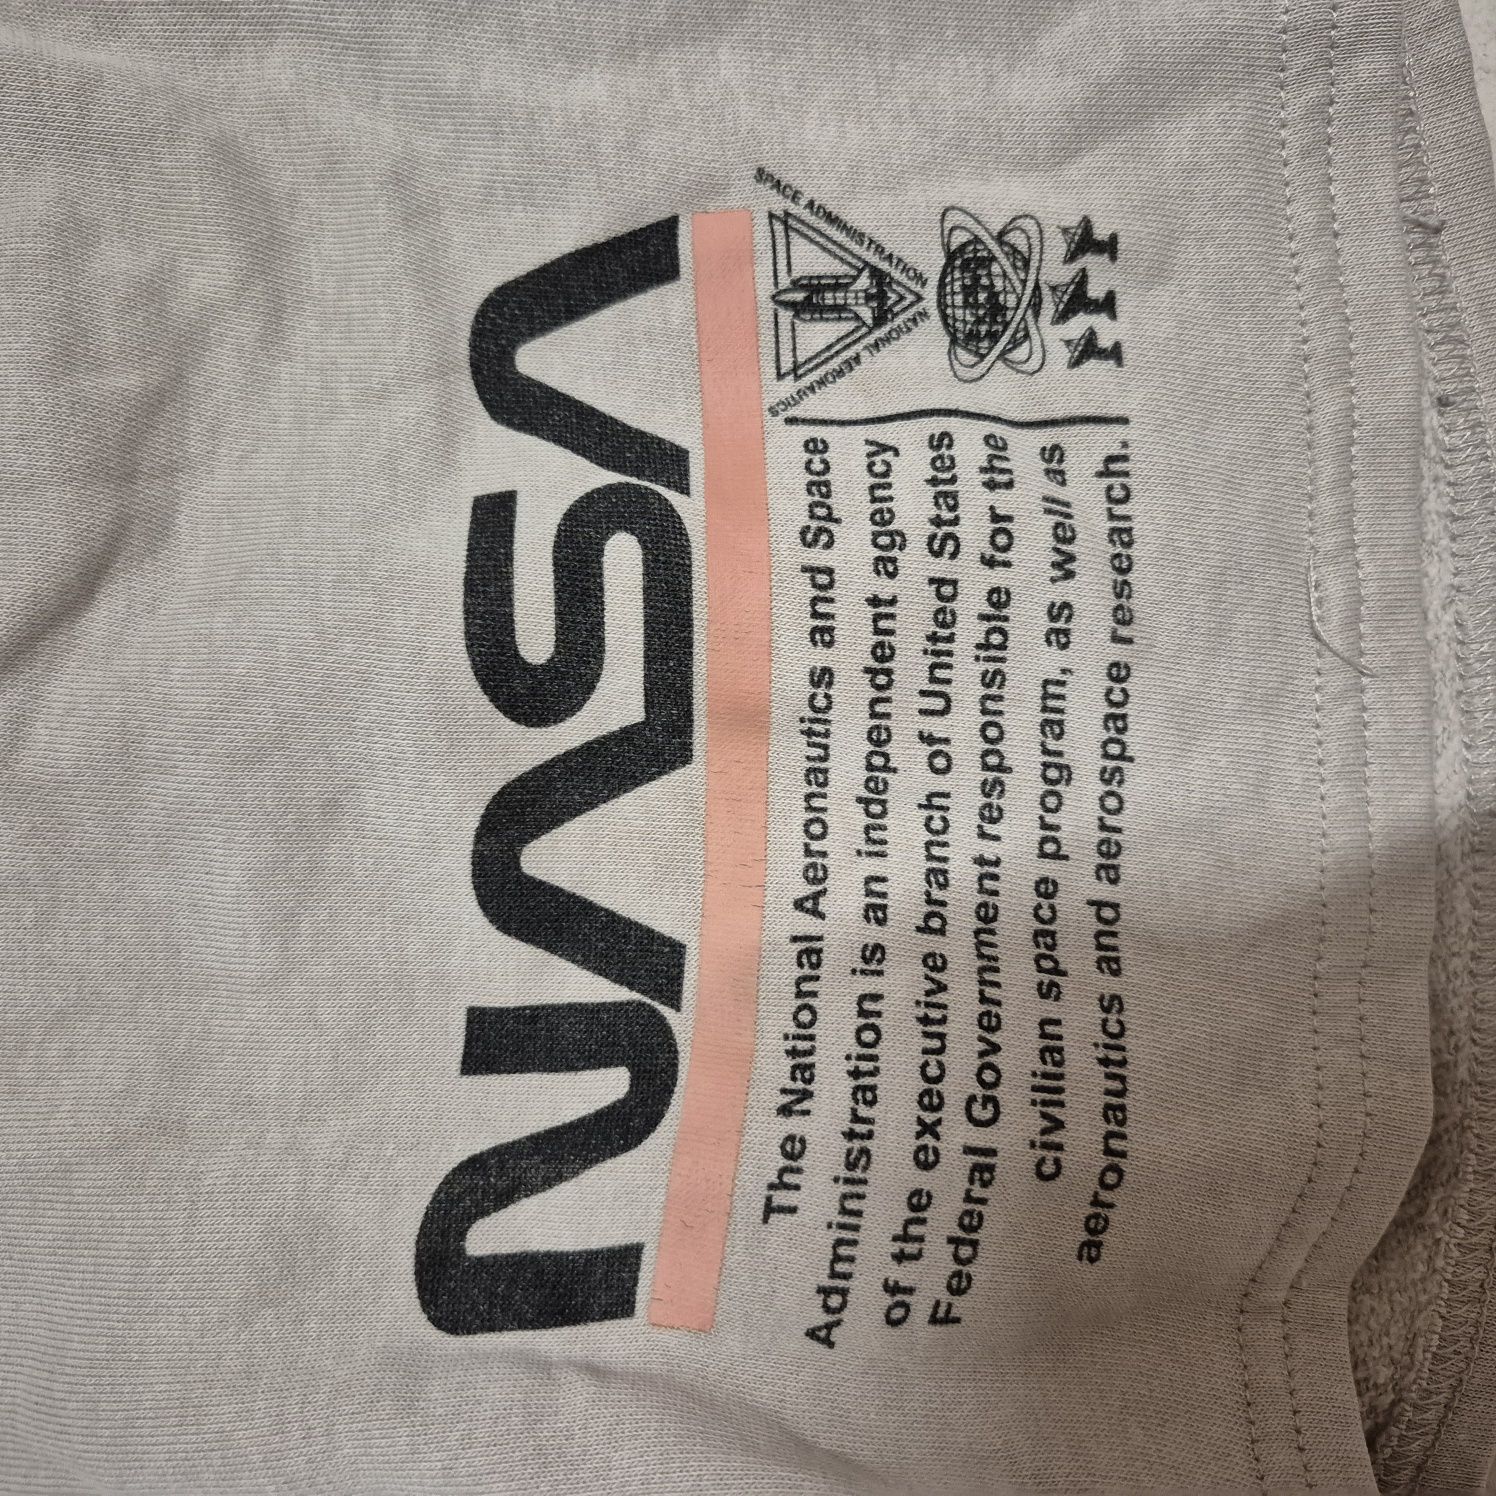 NASA
The National Aeronautics and Space
Administration is an independent agency
of the executive branch of United States
Federal Government responsible for the
civilian space program, as well as
aeronautics and aerospace research.
NATIONAL AERONAUTICS
SPACE ADMINISTRATION